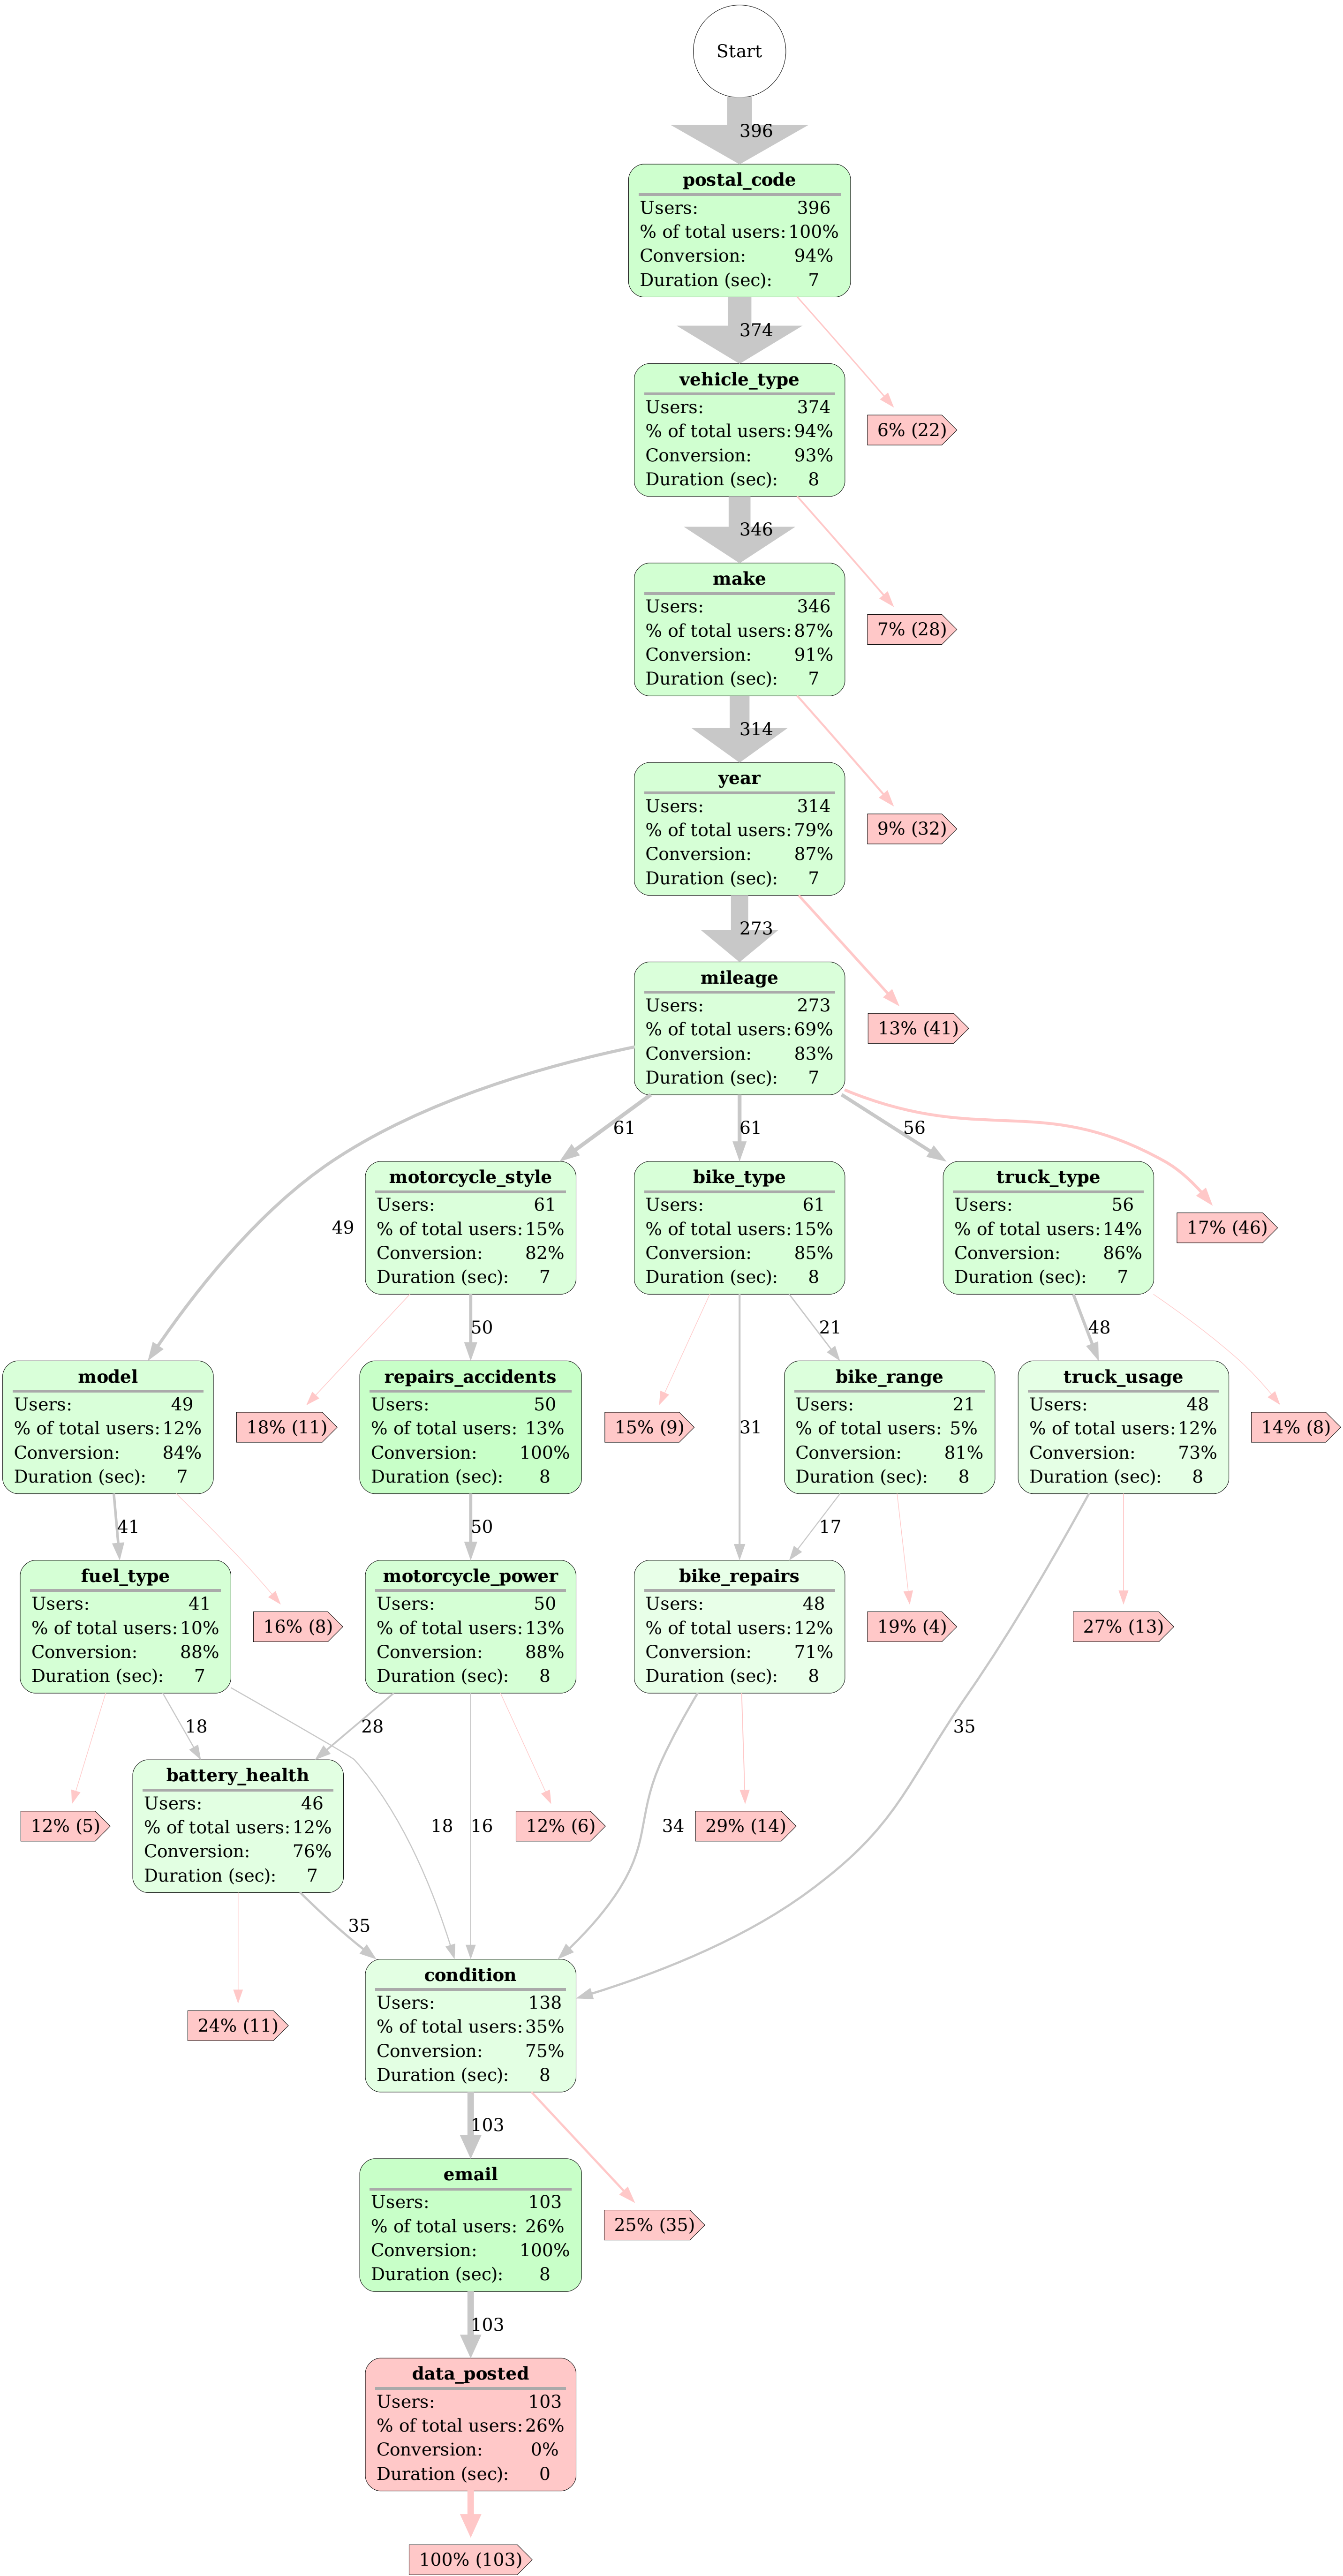 Start
396
postal_code
Users: 396
% of total users: 100%
Conversion: 94%
Duration (sec): 7
374
vehicle_type
Users: 374
% of total users: 94%
Conversion: 93%
Duration (sec): 8
6% (22)
346
make
Users: 346
% of total users: 87%
Conversion: 91%
Duration (sec): 7
7% (28)
314
year
Users: 314
% of total users: 79%
Conversion: 87%
Duration (sec): 7
9% (32)
273
mileage
Users: 273
% of total users: 69%
Conversion: 83%
Duration (sec): 7
13% (41)
49
61
61
56
motorcycle_style
Users: 61
% of total users: 15%
Conversion: 82%
Duration (sec): 7
bike_type
Users: 61
% of total users: 15%
Conversion: 85%
Duration (sec): 8
truck_type
Users: 56
% of total users: 14%
Conversion: 86%
Duration (sec): 7
17% (46)
50
21
48
model
Users: 49
% of total users: 12%
Conversion: 84%
Duration (sec): 7
18% (11)
repairs_accidents
Users: 50
% of total users: 13%
Conversion: 100%
Duration (sec): 8
15% (9)
31
bike_range
Users: 21
% of total users: 5%
Conversion: 81%
Duration (sec): 8
truck_usage
Users: 48
% of total users: 12%
Conversion: 73%
Duration (sec): 8
14% (8)
41
50
17
fuel_type
Users: 41
% of total users: 10%
Conversion: 88%
Duration (sec): 7
16% (8)
motorcycle_power
Users: 50
% of total users: 13%
Conversion: 88%
Duration (sec): 8
bike_repairs
Users: 48
% of total users: 12%
Conversion: 71%
Duration (sec): 8
19% (4)
27% (13)
18
28
35
12% (5)
battery_health
Users: 46
% of total users: 12%
Conversion: 76%
Duration (sec): 7
18
16
12% (6)
34
29% (14)
35
24% (11)
condition
Users: 138
% of total users: 35%
Conversion: 75%
Duration (sec): 8
103
email
Users: 103
% of total users: 26%
Conversion: 100%
Duration (sec): 8
25% (35)
103
data_posted
Users: 103
% of total users: 26%
Conversion: 0%
Duration (sec): 0
100% (103)